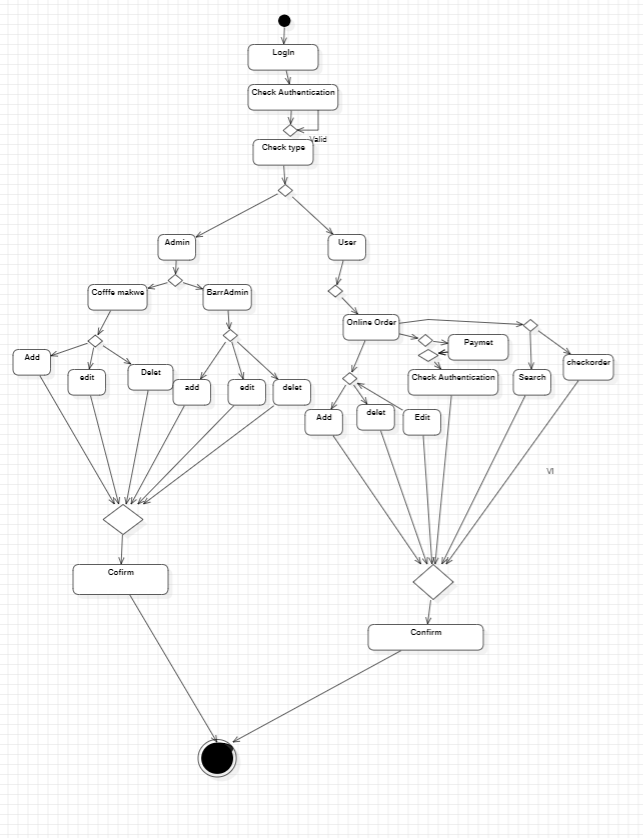 LogIn
Check Authentication
Valid
Check type
Admin
User
Cofffe makwe
BarrAdmin
Online Order
Paymet
Add
edit
Delet
add
edit
delet
Check Authentication
Search
checkorder
Add
delet
Edit
VI
Cofirm
Confirm